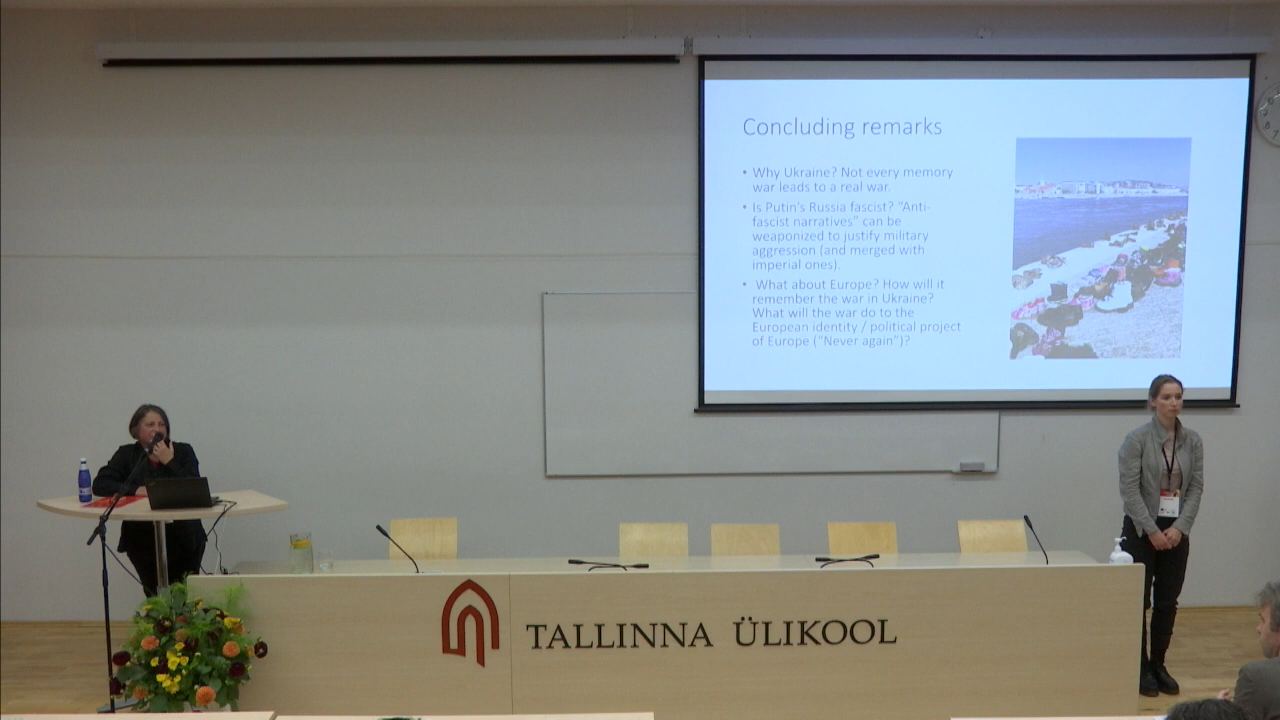 Concluding remarks
• Why Ukraine? Not every memory
war leads to a real war.
• Is Putin's Russia fascist? "Anti-
fascist narratives" can be
weaponized to justify military
aggression (and merged with
imperial ones).
• What about Europe? How will it
remember the war in Ukraine?
What will the war do to the
European identity / political project
of Europe ("Never again")?
TALLINNA ÜLIKOOL